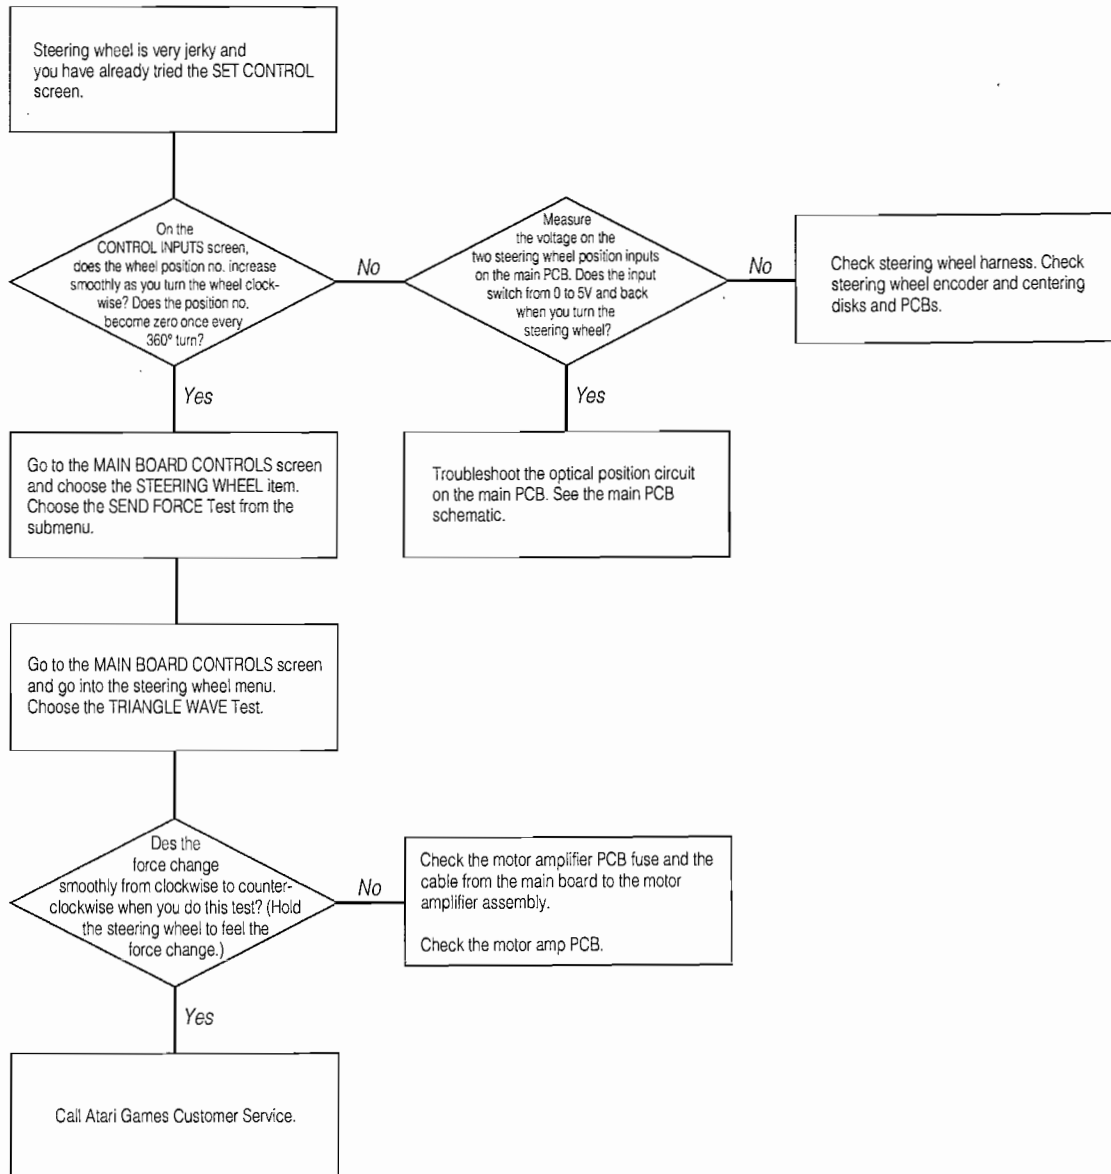 Steering wheel is very jerky and
you have already tried the SET CONTROL
screen.
On the
CONTROL INPUTS screen,
does the wheel position no. increase
smoothly as you turn the wheel clock-
wise? Does the position no.
become zero once every
360° turn?
No
Measure
the voltage on the
two steering wheel position inputs
on the main PCB. Does the input
switch from 0 to 5V and back
when you turn the
steering wheel?
No
Check steering wheel harness. Check
steering wheel encoder and centering
disks and PCBs.
Yes
Yes
Go to the MAIN BOARD CONTROLS screen
and choose the STEERING WHEEL item.
Choose the SEND FORCE Test from the
submenu.
Troubleshoot the optical position circuit
on the main PCB. See the main PCB
schematic.
Go to the MAIN BOARD CONTROLS screen
and go into the steering wheel menu.
Choose the TRIANGLE WAVE Test.
Des the
force change
smoothly from clockwise to counter-
clockwise when you do this test? (Hold
the steering wheel to feel the
force change.)
No
Check the motor amplifier PCB fuse and the
cable from the main board to the motor
amplifier assembly.
Check the motor amp PCB.
Yes
Call Atari Games Customer Service.